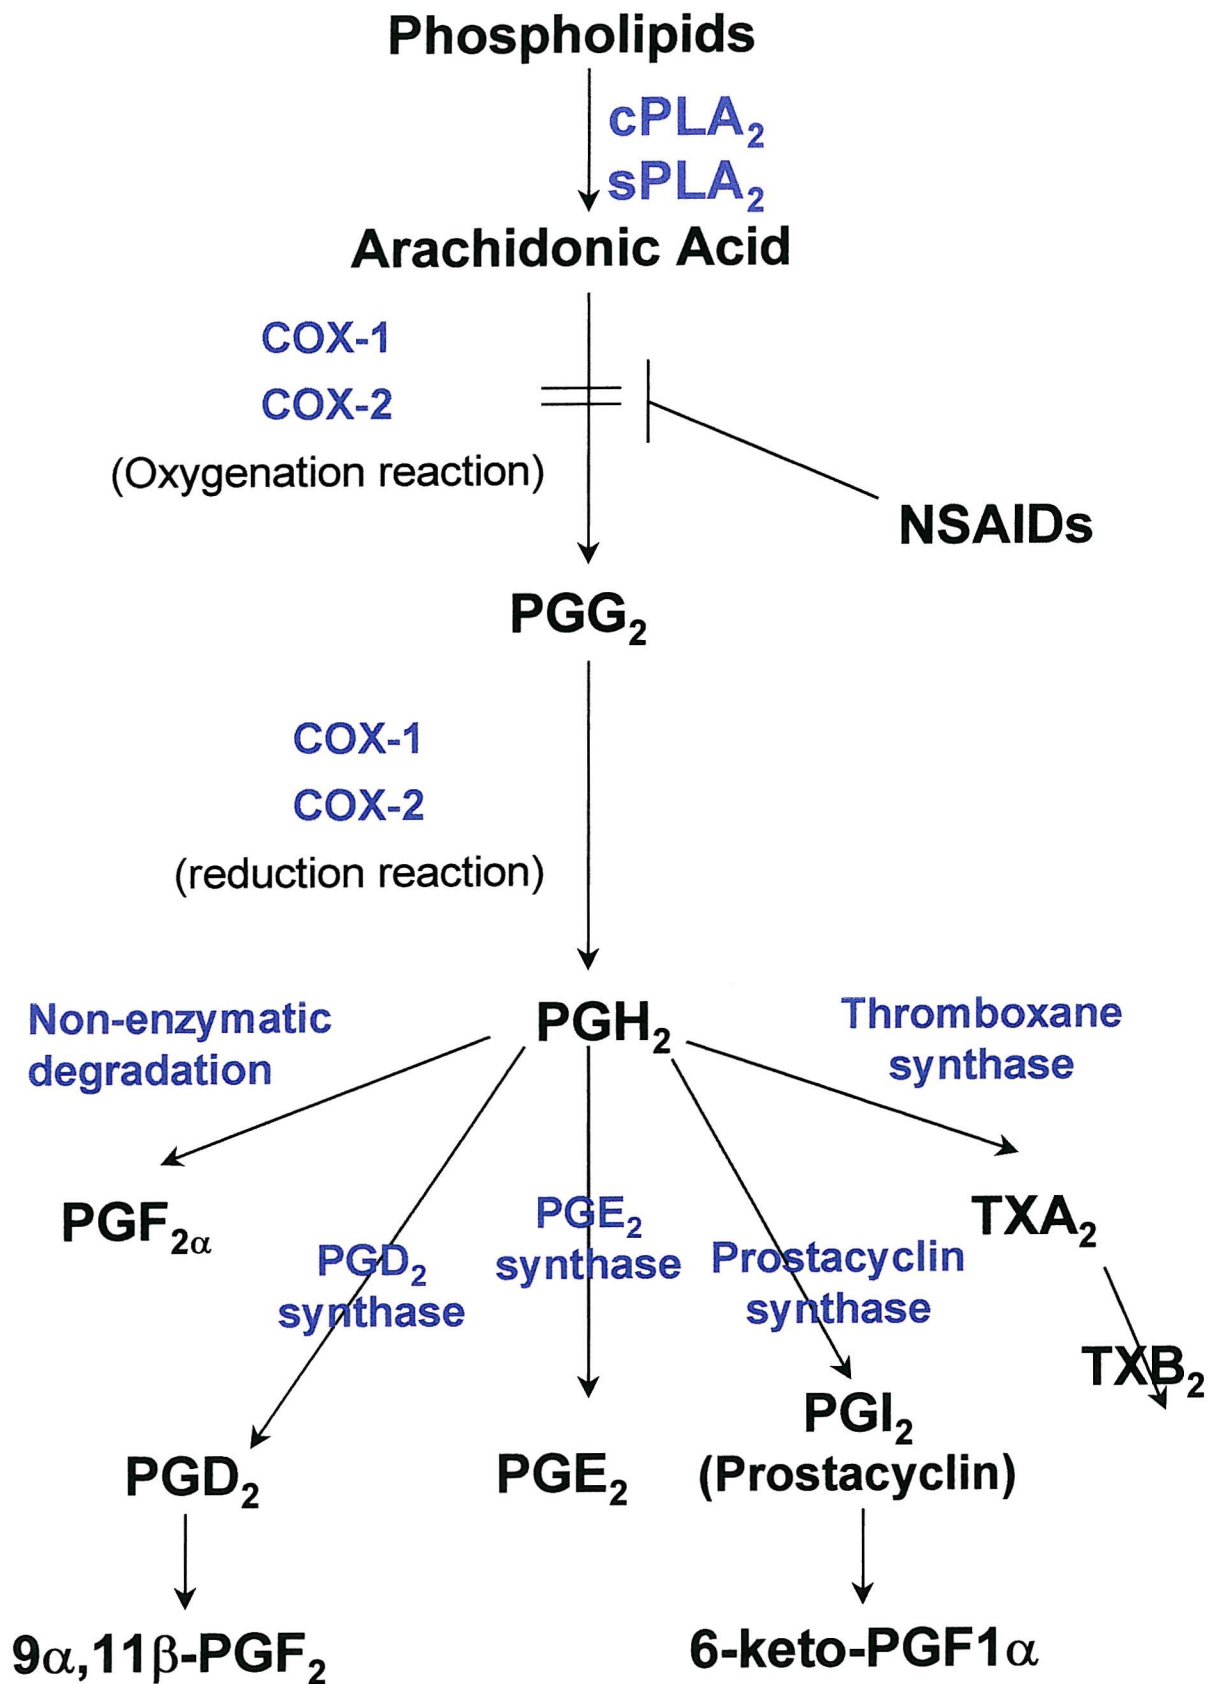 Phospholipids
cPLA₂
sPLA₂
Arachidonic Acid
COX-1
COX-2
(Oxygenation reaction)
NSAIDs
PGG₂
COX-1
COX-2
(reduction reaction)
Non-enzymatic
degradation
PGH₂
Thromboxane
synthase
PGF₂α
PGD₂
synthase
PGE₂
synthase
Prostacyclin
synthase
TXA₂
TXB₂
PGD₂
PGE₂
PGI₂
(Prostacyclin)
9α,11β-PGF₂
6-keto-PGF1α